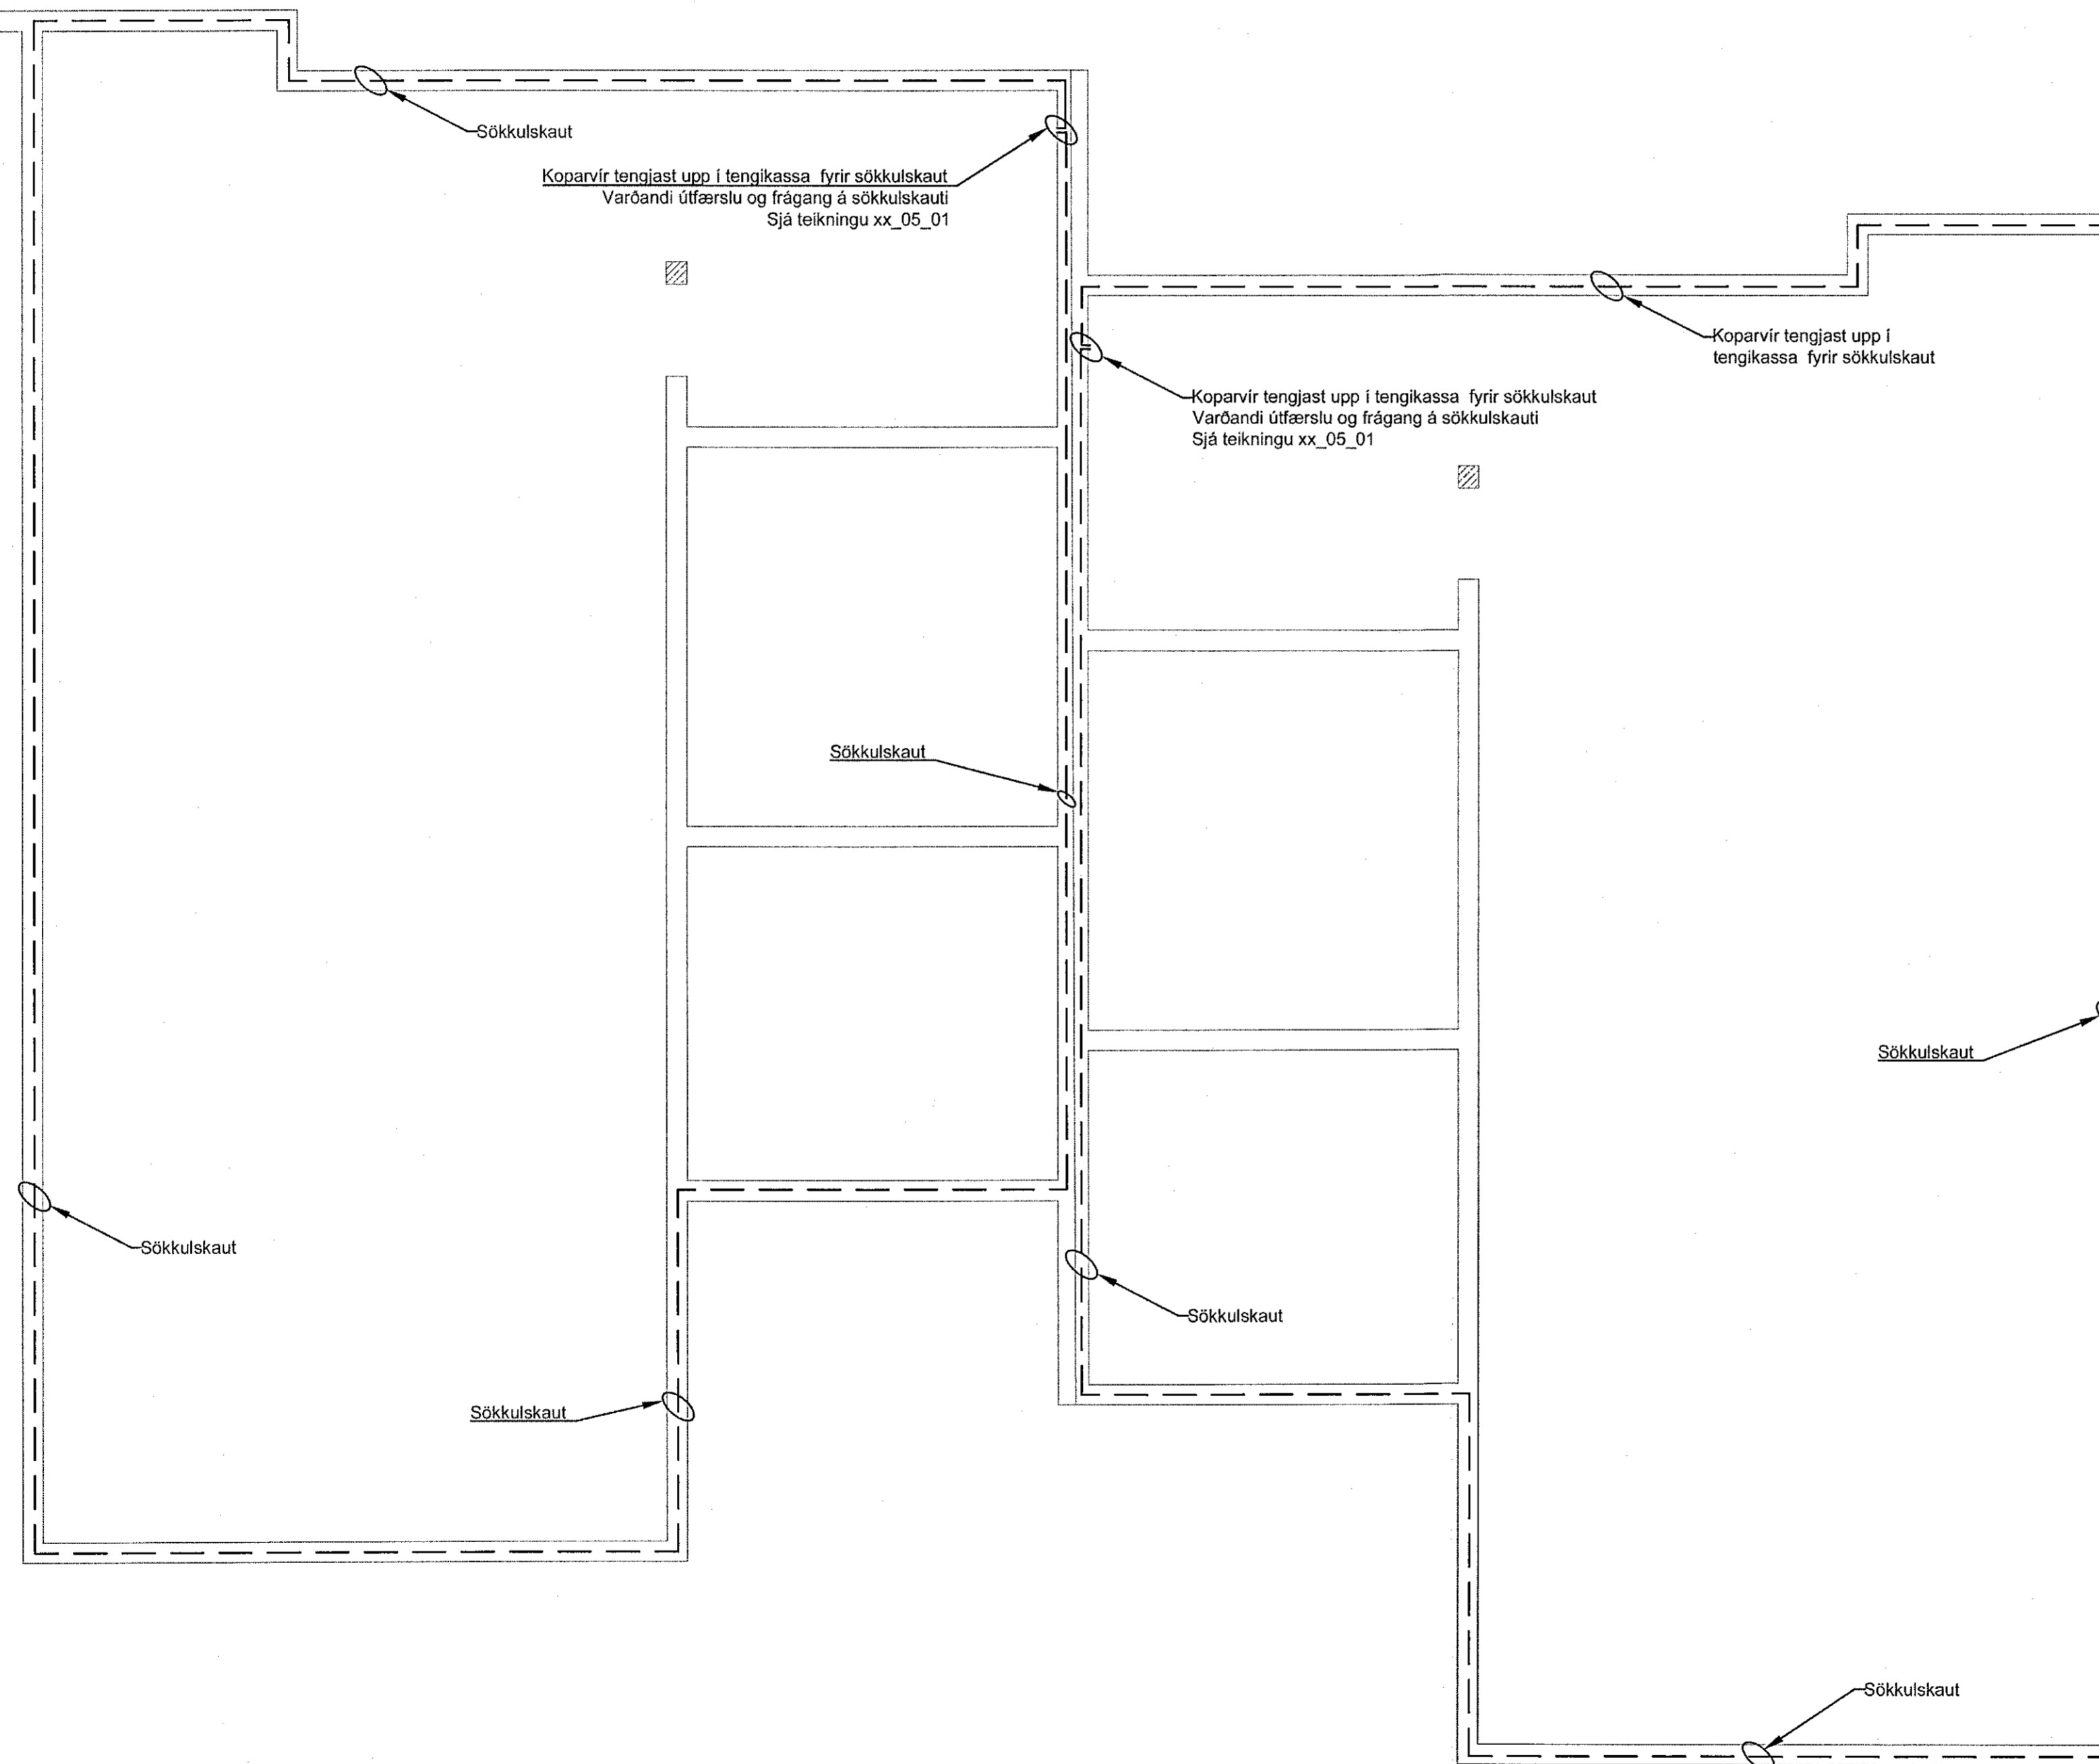 Sökkulskaut
Koparvír tengjast upp í tengikassa fyrir sökkulskaut
Varðandi útfærslu og frágang á sökkulskauti
Sjá teikningu xx_05_01
Koparvír tengjast upp í
tengikassa fyrir sökkulskaut
Koparvír tengjast upp í tengikassa fyrir sökkulskaut
Varðandi útfærslu og frágang á sökkulskauti
Sjá teikningu xx_05_01
Sökkulskaut
Sökkulskaut
Sökkulskaut
Sökkulskaut
Sökkulskaut
Sökkulskaut